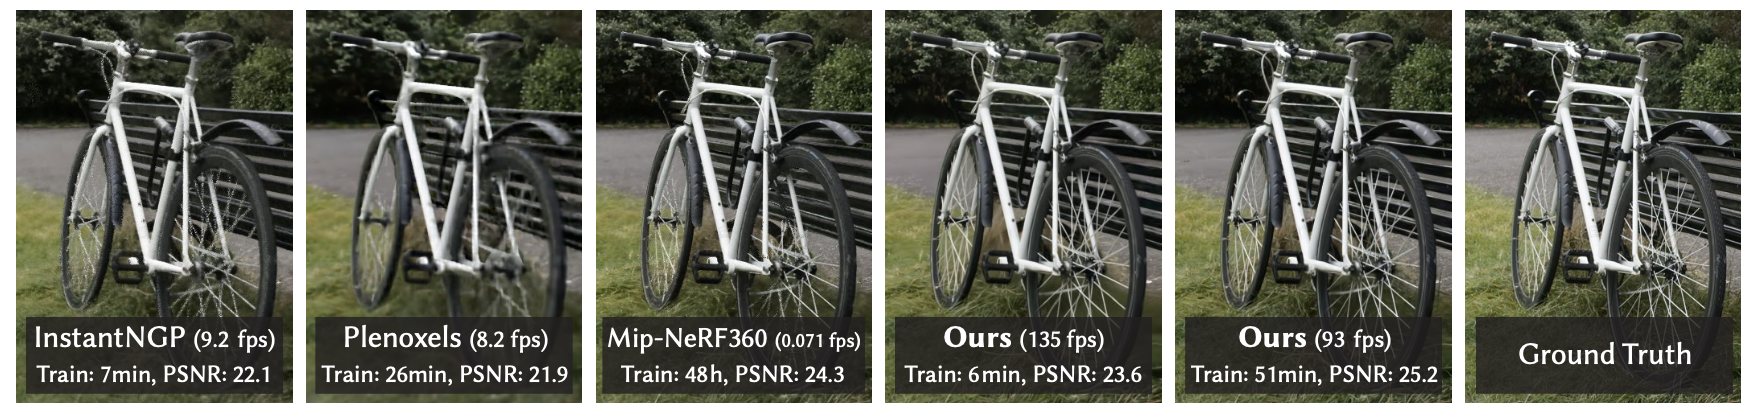 InstantNGP (9.2 fps)
Train: 7min, PSNR: 22.1
Plenoxels (8.2 fps)
Train: 26min, PSNR: 21.9
Mip-NeRF360 (0.071 fps)
Train: 48h, PSNR: 24.3
Ours (135 fps)
Train: 6min, PSNR: 23.6
Ours (93 fps)
Train: 51min, PSNR: 25.2
Ground Truth